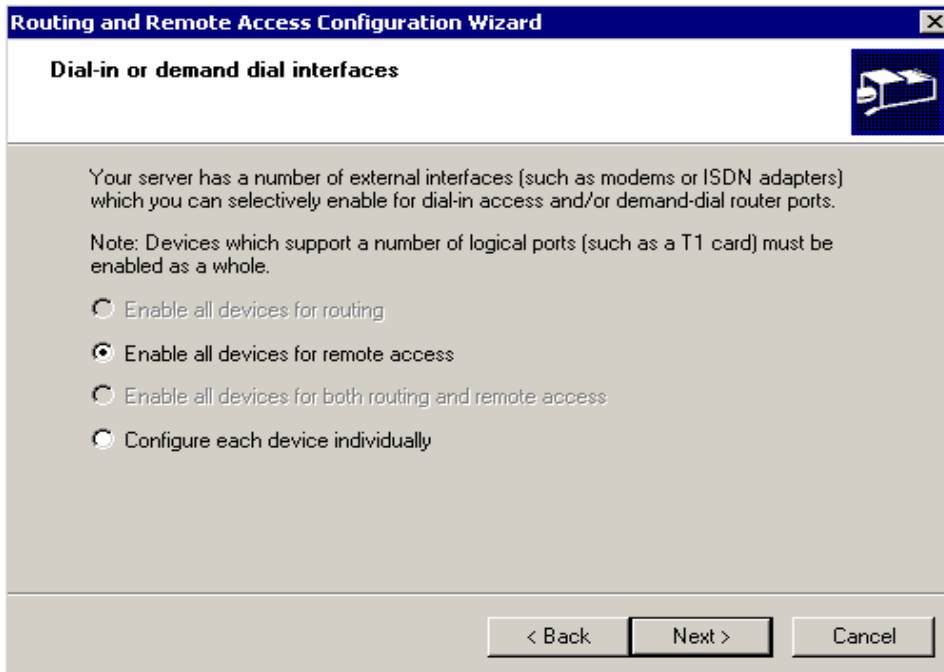 Routing and Remote Access Configuration Wizard
Dial-in or demand dial interfaces
Your server has a number of external interfaces (such as modems or ISDN adapters)
which you can selectively enable for dial-in access and/or demand-dial router ports.
Note: Devices which support a number of logical ports (such as a T1 card) must be
enabled as a whole.
Enable all devices for routing
Enable all devices for remote access
Enable all devices for both routing and remote access
Configure each device individually
< Back Next > Cancel